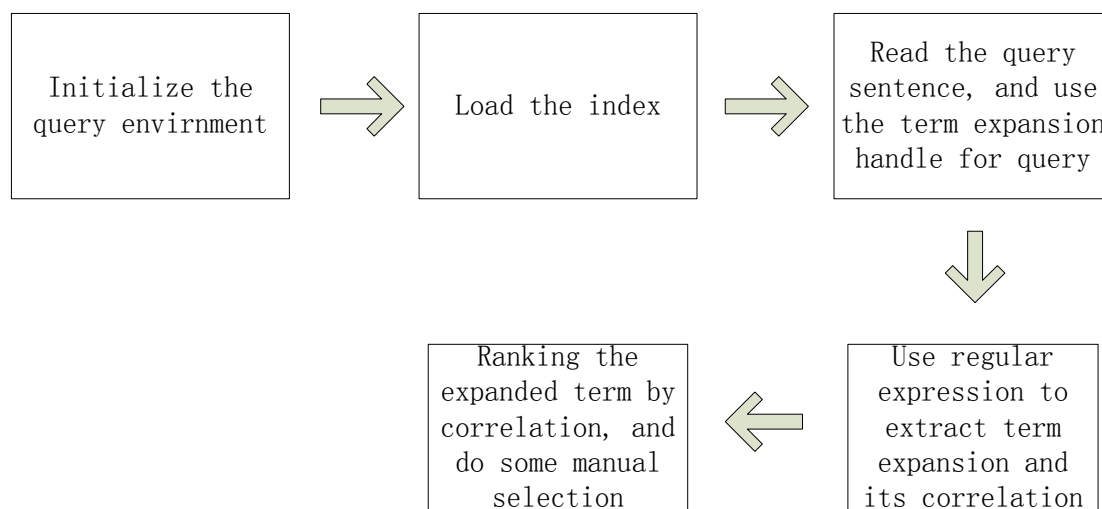 Initialize the
query envirnment
Load the index
Read the query
sentence, and use
the term expansion
handle for query
Use regular
expression to
extract term
expansion and
its correlation
Ranking the
expanded term by
correlation, and
do some manual
selection